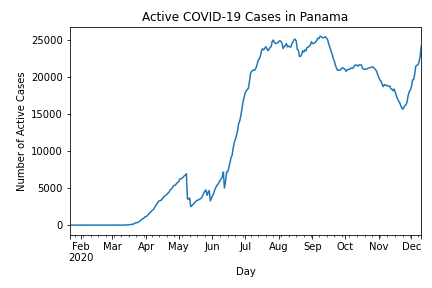 Active COVID-19 Cases in Panama
Number of Active Cases
25000
20000
15000
10000
5000
0
Feb Mar Apr May Jun Jul Aug Sep Oct Nov Dec
2020
Day